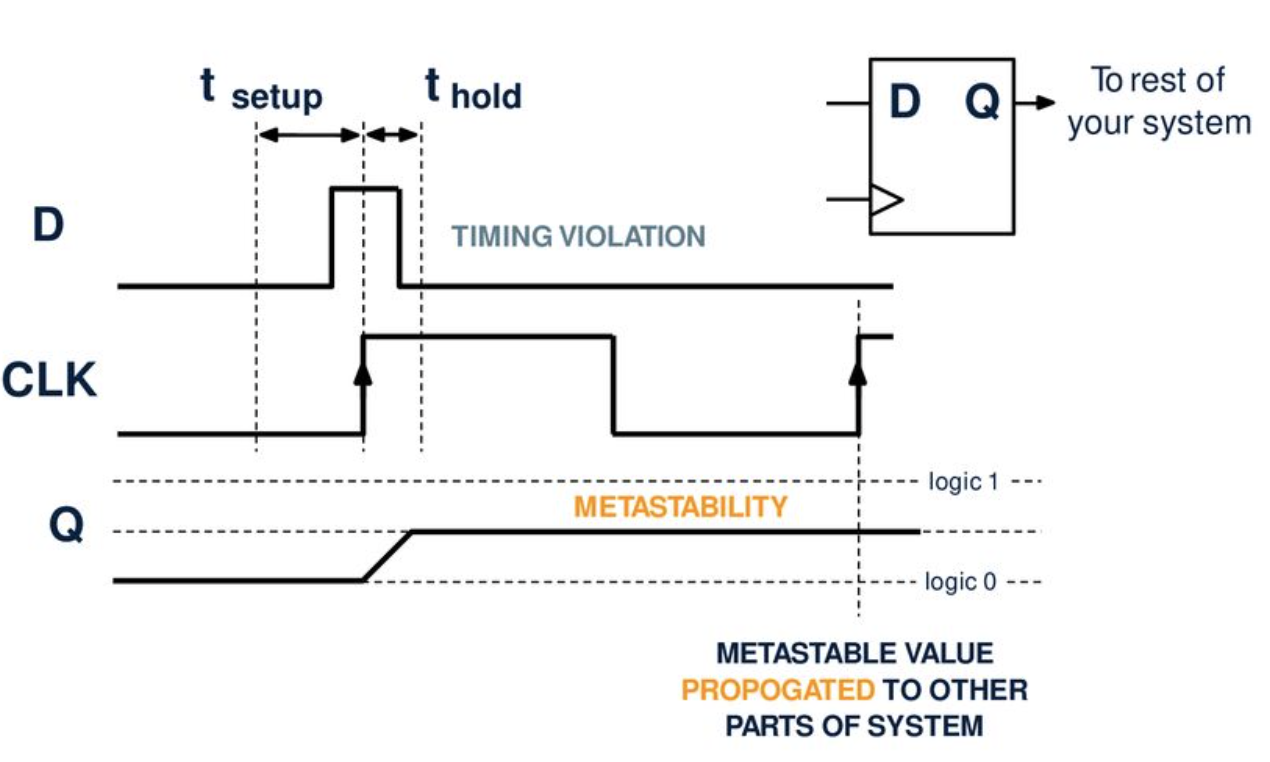 t setup
t hold
D Q
To rest of
your system
D
TIMING VIOLATION
CLK
logic 1
METASTABILITY
Q
logic 0
METASTABLE VALUE
PROPOGATED TO OTHER
PARTS OF SYSTEM